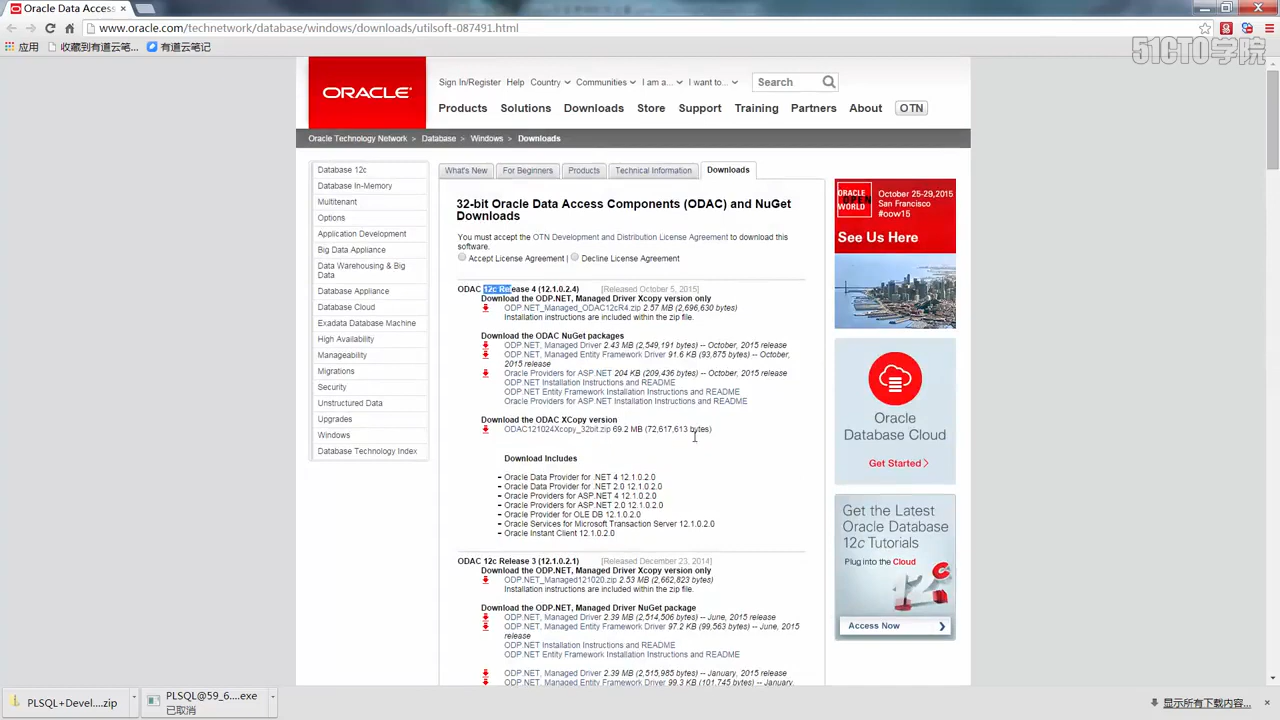 Oracle Data Access
www.oracle.com/technetwork/database/windows/downloads/utilsoft-087491.html
应用 收藏到有道云笔... 有道云笔记
51CTO学院
ORACLE
Sign In/Register Help Country Communities I am a... I want to... Search
Products Solutions Downloads Store Support Training Partners About OTN
Oracle Technology Network > Database > Windows > Downloads
Database 12c
Database In-Memory
Multitenant
Options
Application Development
Big Data Appliance
Data Warehousing & Big
Data
Database Appliance
Database Cloud
Exadata Database Machine
High Availability
Manageability
Migrations
Security
Unstructured Data
Upgrades
Windows
Database Technology Index
What's New For Beginners Products Technical Information Downloads
32-bit Oracle Data Access Components (ODAC) and NuGet
Downloads
You must accept the OTN Development and Distribution License Agreement to download this
software.
Accept License Agreement | Decline License Agreement
ODAC 12c Release 4 (12.1.0.2.4) [Released October 5, 2015]
Download the ODP.NET, Managed Driver Xcopy version only
ODP.NET_Managed_ODAC12cR4.zip 2.57 MB (2,696,630 bytes)
Installation instructions are included within the zip file.
Download the ODAC NuGet packages
ODP.NET, Managed Driver 2.43 MB (2,549,191 bytes) -- October, 2015 release
ODP.NET, Managed Entity Framework Driver 91.6 KB (93,875 bytes) -- October,
2015 release
Oracle Providers for ASP.NET 204 KB (209,436 bytes) -- October, 2015 release
ODP.NET Installation Instructions and README
ODP.NET Entity Framework Installation Instructions and README
Oracle Providers for ASP.NET Installation Instructions and README
Download the ODAC XCopy version
ODAC121024Xcopy_32bit.zip 69.2 MB (72,617,613 bytes)
Download Includes
- Oracle Data Provider for .NET 4 12.1.0.2.0
- Oracle Data Provider for .NET 2.0 12.1.0.2.0
- Oracle Providers for ASP.NET 4 12.1.0.2.0
- Oracle Providers for ASP.NET 2.0 12.1.0.2.0
- Oracle Provider for OLE DB 12.1.0.2.0
- Oracle Services for Microsoft Transaction Server 12.1.0.2.0
- Oracle Instant Client 12.1.0.2.0
ODAC 12c Release 3 (12.1.0.2.1) [Released December 23, 2014]
Download the ODP.NET, Managed Driver Xcopy version only
ODP.NET_Managed121020.zip 2.53 MB (2,662,823 bytes)
Installation instructions are included within the zip file.
Download the ODP.NET, Managed Driver NuGet package
ODP.NET, Managed Driver 2.39 MB (2,514,506 bytes) -- June, 2015 release
ODP.NET, Managed Entity Framework Driver 97.2 KB (99,563 bytes) -- June, 2015
release
ODP.NET Installation Instructions and README
ODP.NET Entity Framework Installation Instructions and README
ODP.NET, Managed Driver 2.39 MB (2,515,985 bytes) -- January, 2015 release
ODP.NET, Managed Entity Framework Driver 99.3 KB (101,745 bytes) -- January,
ORACLE
OPEN
WORLD
October 25-29,2015
San Francisco
#oow15
See Us Here
Oracle
Database Cloud
Get Started
Get the Latest
Oracle Database
12c Tutorials
Plug into the Cloud
Access Now
PLSQL+Devel....zip
PLSQL@59_6....exe
已取消
显示所有下载内容...